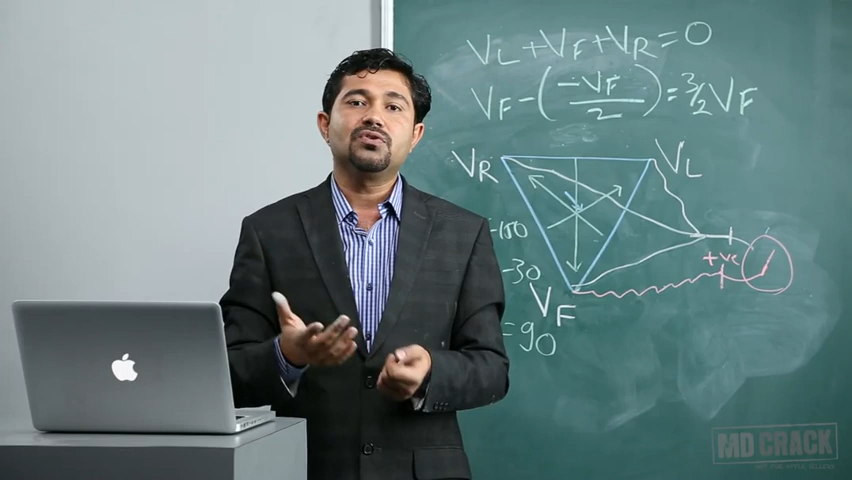 VL+VF+VR=0
VF-(-VF/2)=3/2VF
VR VL
-150
+ve
-30
VF
=90
MD CRACK